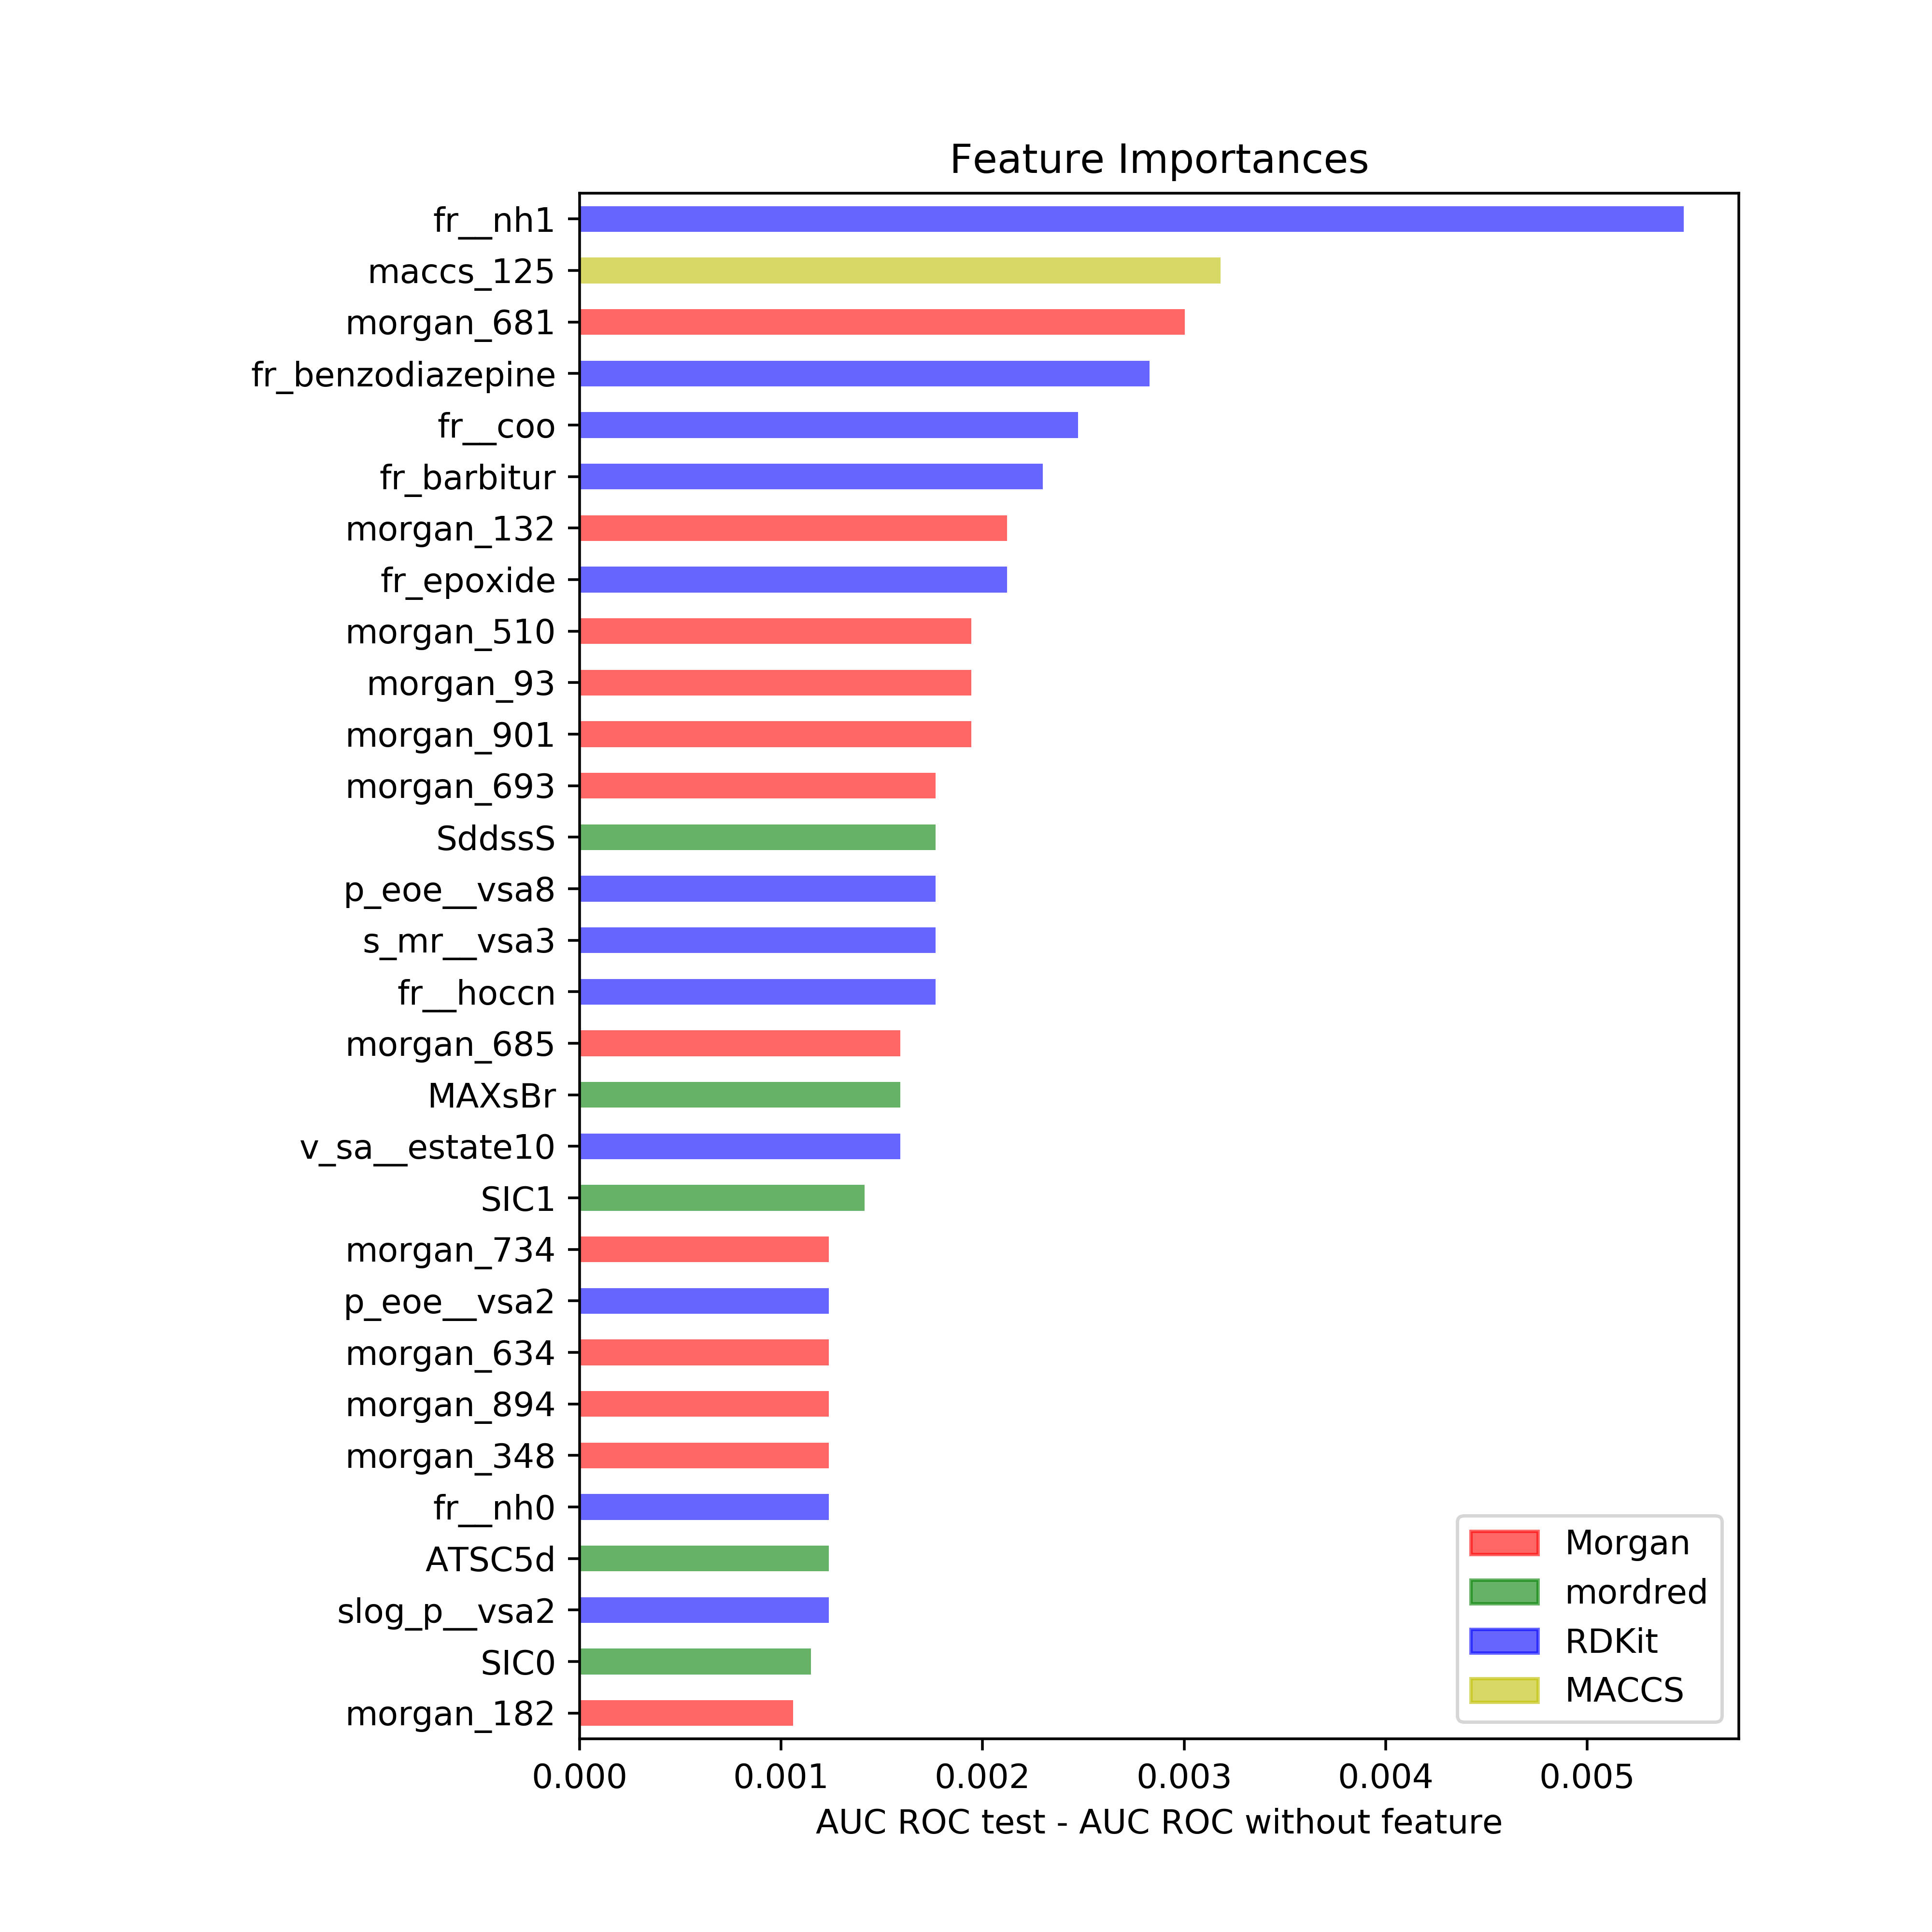 Feature Importances
fr__nh1
maccs_125
morgan_681
fr_benzodiazepine
fr__coo
fr_barbitur
morgan_132
fr_epoxide
morgan_510
morgan_93
morgan_901
morgan_693
SddssS
p_eoe__vsa8
s_mr__vsa3
fr__hoccn
morgan_685
MAXsBr
v_sa__estate10
SIC1
morgan_734
p_eoe__vsa2
morgan_634
morgan_894
morgan_348
fr__nh0
ATSC5d
slog_p__vsa2
SIC0
morgan_182
Morgan
mordred
RDKit
MACCS
0.000 0.001 0.002 0.003 0.004 0.005
AUC ROC test - AUC ROC without feature